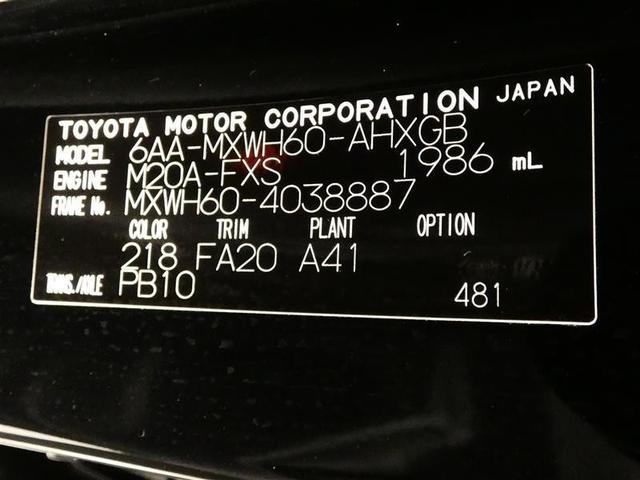 TOYOTA MOTOR CORPORATION JAPAN
MODEL 6AA-MXWH60-AHXGB
ENGINE M20A-FXS 1986 mL
FRAME No. MXWH60-4038887
COLOR TRIM PLANT OPTION
218 FA20 A41
TRANS./AXLE PB10
481